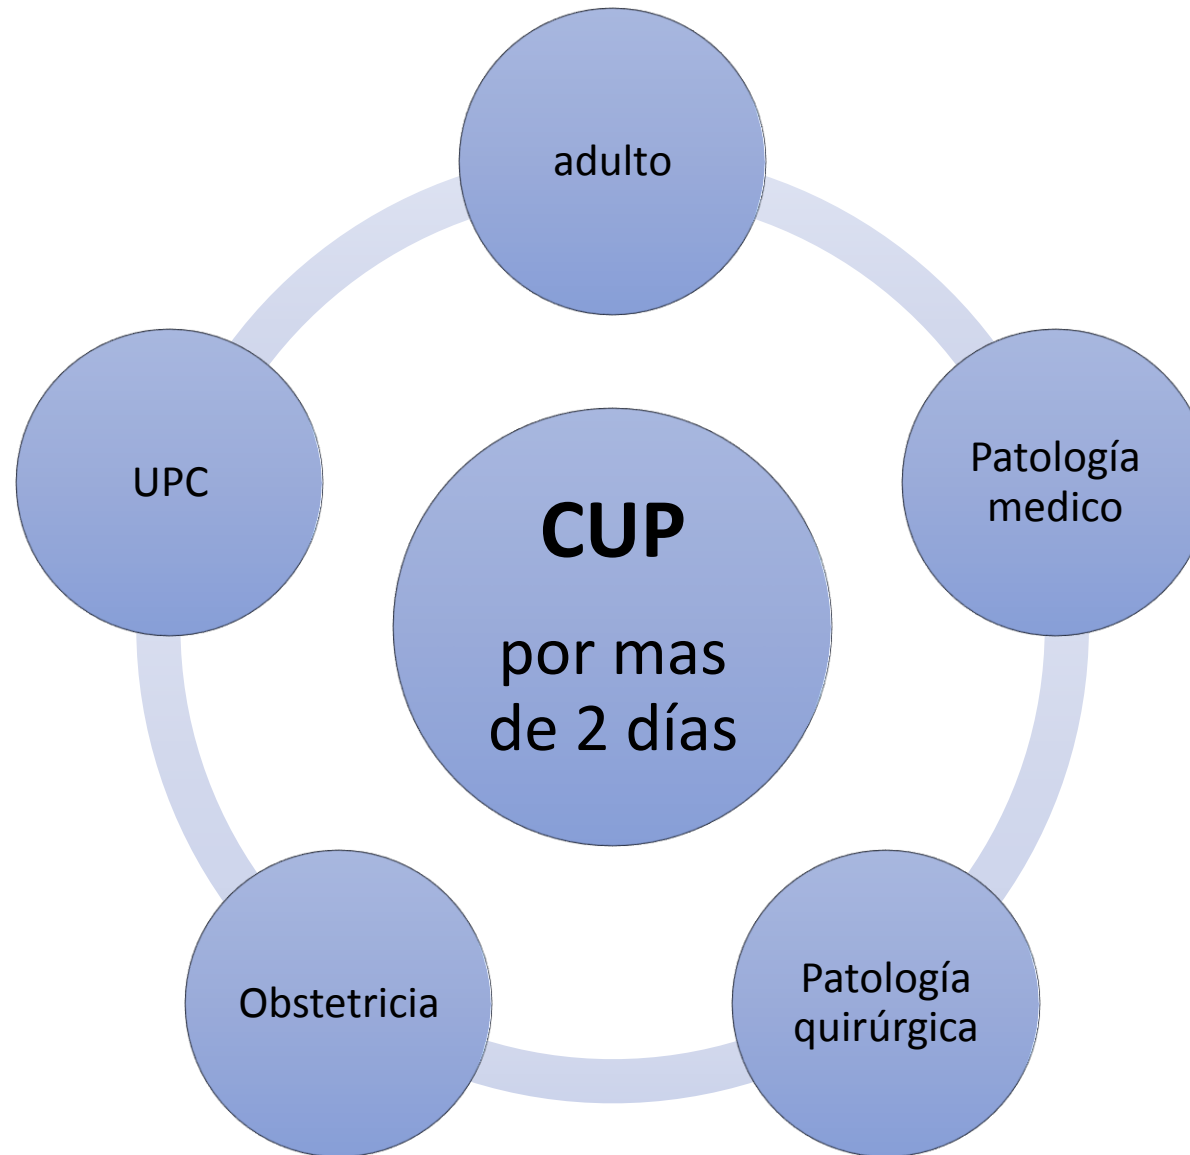 adulto
Patología
medico
UPC
CUP
por mas
de 2 días
Patología
quirúrgica
Obstetricia